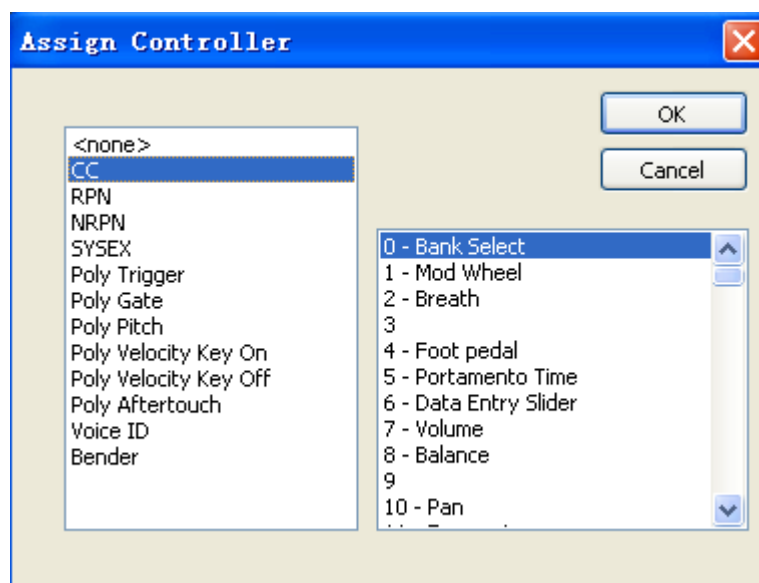 Assign Controller
OK
Cancel
<none>
CC
RPN
NRPN
SYSEX
Poly Trigger
Poly Gate
Poly Pitch
Poly Velocity Key On
Poly Velocity Key Off
Poly Aftertouch
Voice ID
Bender
0 - Bank Select
1 - Mod Wheel
2 - Breath
3
4 - Foot pedal
5 - Portamento Time
6 - Data Entry Slider
7 - Volume
8 - Balance
9
10 - Pan